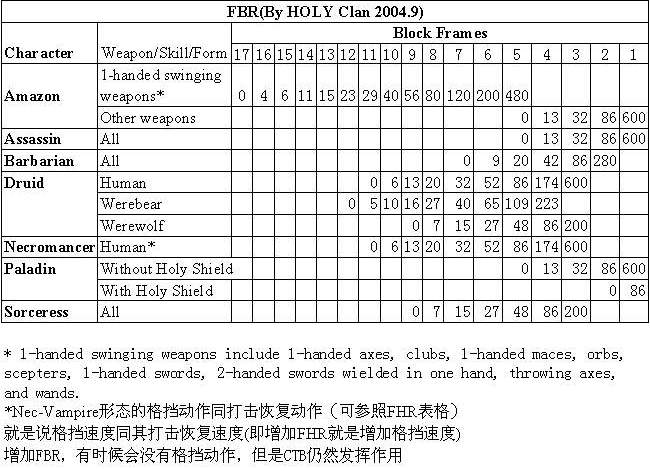 FBR(By HOLY Clan 2004.9)
Block Frames
Character Weapon/Skill/Form 17 16 15 14 13 12 11 10 9 8 7 6 5 4 3 2 1
Amazon 1-handed swinging weapons* 0 4 6 11 15 23 29 40 56 80 120 200 480
Other weapons 0 13 32 86 600
Assassin All 0 13 32 86 600
Barbarian All 0 9 20 42 86 280
Druid Human 0 6 13 20 32 52 86 174 600
Werebear 0 5 10 16 27 40 65 109 223
Werewolf 0 7 15 27 48 86 200
Necromancer Human* 0 6 13 20 32 52 86 174 600
Paladin Without Holy Shield 0 13 32 86 600
With Holy Shield 0 86
Sorceress All 0 7 15 27 48 86 200
* 1-handed swinging weapons include 1-handed axes, clubs, 1-handed maces, orbs,
scepters, 1-handed swords, 2-handed swords wielded in one hand, throwing axes,
and wands.
*Nec-Vampire形态的格挡动作同打击恢复动作（可参照FHR表格）
就是说格挡速度同其打击恢复速度(即增加FHR就是增加格挡速度)
增加FBR，有时候会没有格挡动作，但是CTB仍然发挥作用